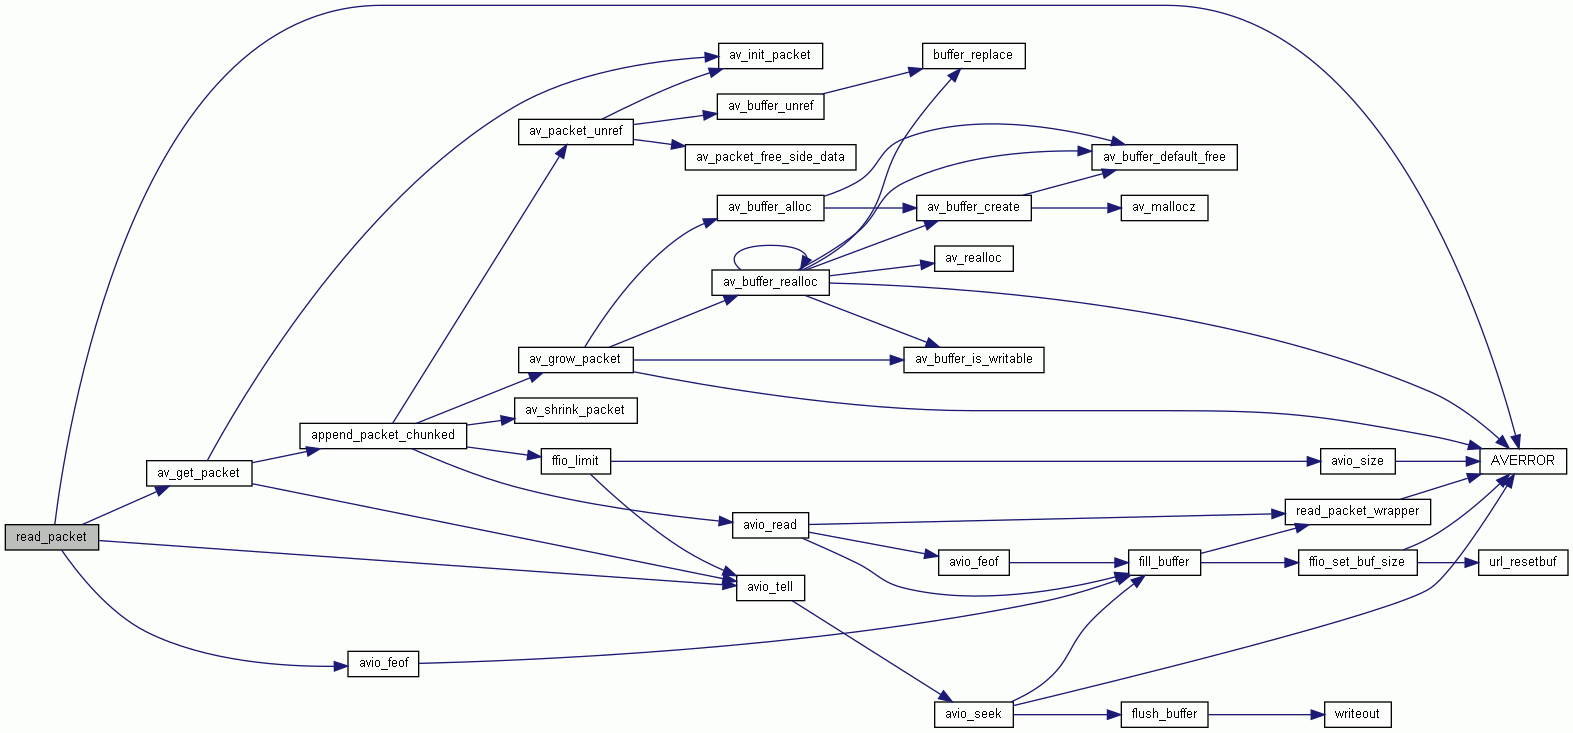 av_init_packet
buffer_replace
av_buffer_unref
av_packet_unref
av_packet_free_side_data
av_buffer_default_free
av_buffer_alloc
av_buffer_create
av_mallocz
av_realloc
av_buffer_realloc
av_grow_packet
av_buffer_is_writable
av_shrink_packet
append_packet_chunked
ffio_limit
avio_size
AVERROR
av_get_packet
read_packet_wrapper
avio_read
read_packet
avio_feof
fill_buffer
ffio_set_buf_size
url_resetbuf
avio_tell
avio_feof
avio_seek
flush_buffer
writeout